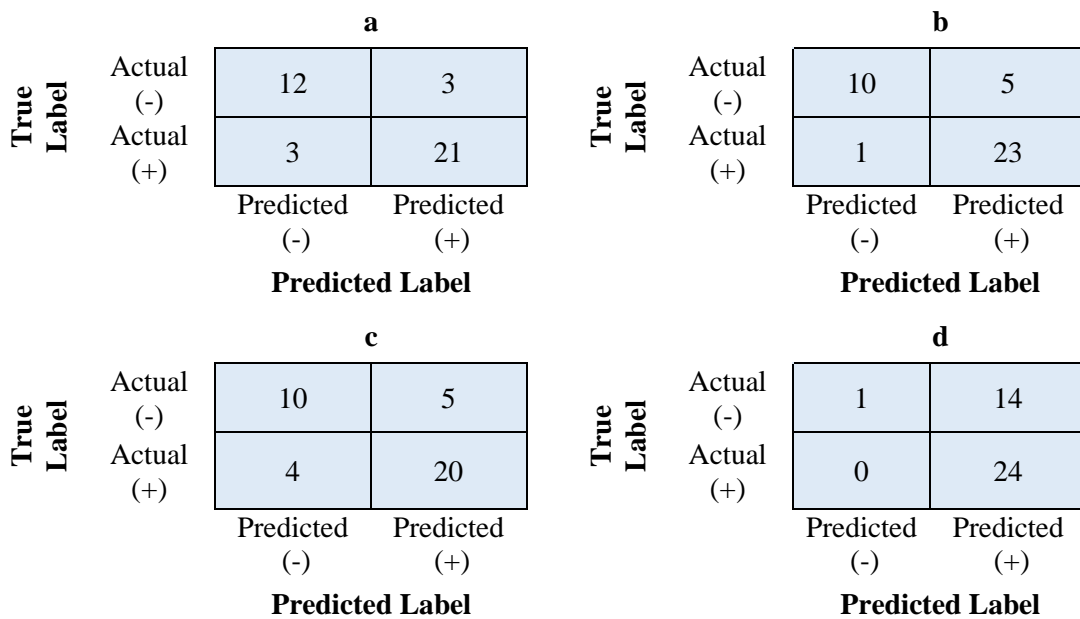 a
True Label
Actual (-)
12 3
Actual (+)
3 21
Predicted (-) Predicted (+)
Predicted Label
b
True Label
Actual (-)
10 5
Actual (+)
1 23
Predicted (-) Predicted (+)
Predicted Label
c
True Label
Actual (-)
10 5
Actual (+)
4 20
Predicted (-) Predicted (+)
Predicted Label
d
True Label
Actual (-)
1 14
Actual (+)
0 24
Predicted (-) Predicted (+)
Predicted Label